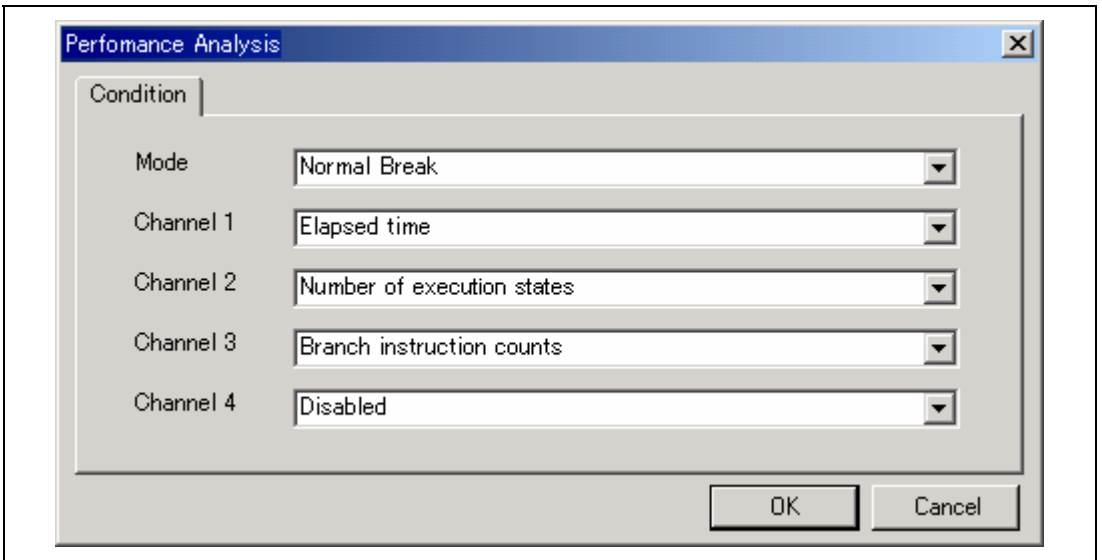 Perfomance Analysis
Condition
Mode Normal Break
Channel 1 Elapsed time
Channel 2 Number of execution states
Channel 3 Branch instruction counts
Channel 4 Disabled
OK Cancel